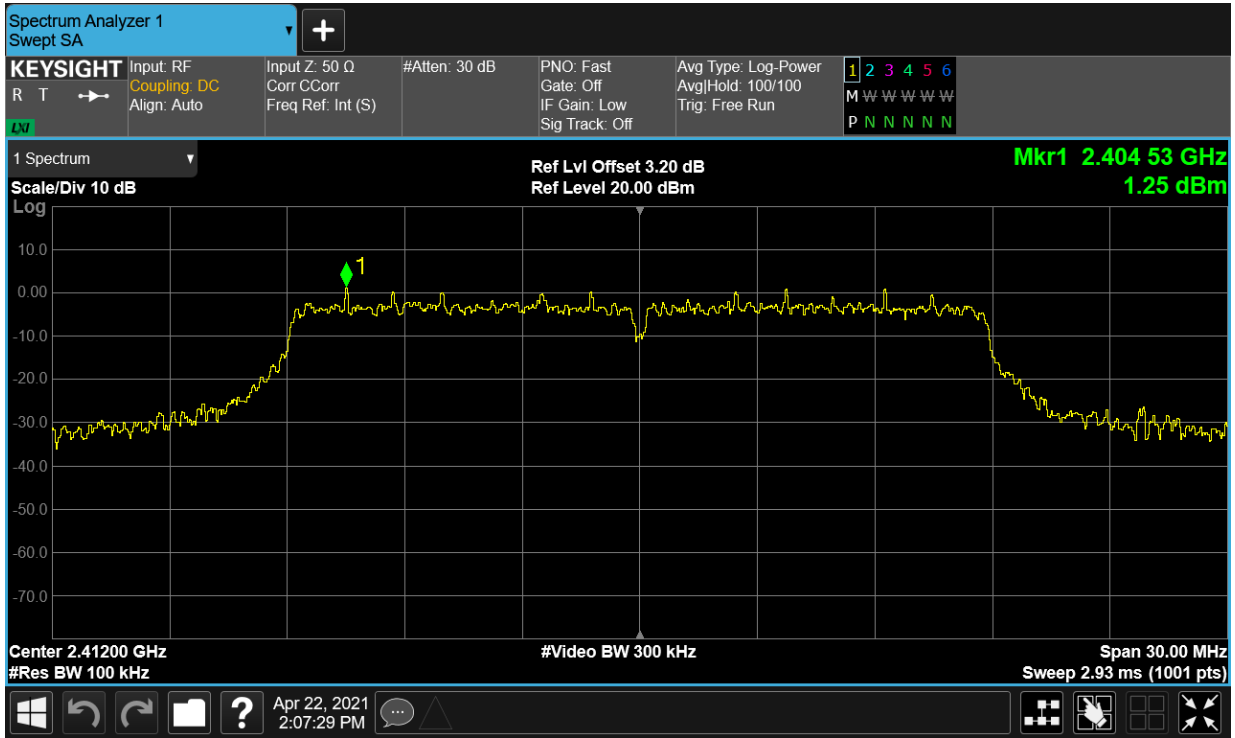 Spectrum Analyzer 1
Swept SA
KEYSIGHT
R T
LXI
Input: RF
Coupling: DC
Align: Auto
Input Z: 50 Ω
Corr CCorr
Freq Ref: Int (S)
#Atten: 30 dB
PNO: Fast
Gate: Off
IF Gain: Low
Sig Track: Off
Avg Type: Log-Power
Avg|Hold: 100/100
Trig: Free Run
1 2 3 4 5 6
M W W W W W
P N N N N N
1 Spectrum
Scale/Div 10 dB
Log
Ref Lvl Offset 3.20 dB
Ref Level 20.00 dBm
Mkr1 2.404 53 GHz
1.25 dBm
1
10.0
0.00
-10.0
-20.0
-30.0
-40.0
-50.0
-60.0
-70.0
Center 2.41200 GHz
#Res BW 100 kHz
#Video BW 300 kHz
Span 30.00 MHz
Sweep 2.93 ms (1001 pts)
?
Apr 22, 2021
2:07:29 PM